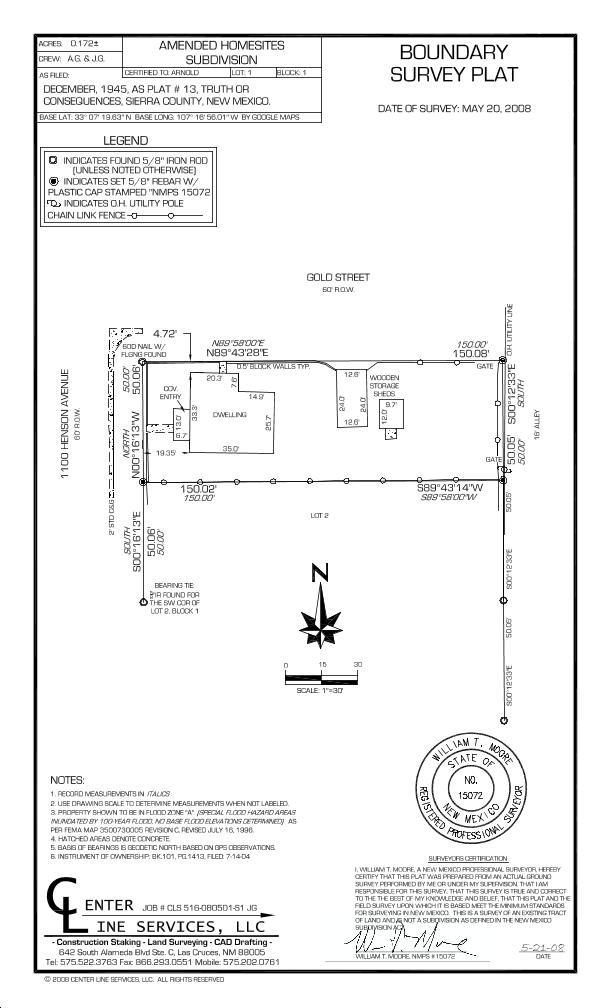 ACRES: 0.172±
CREW: A.G. & J.G.
AMENDED HOMESITES
SUBDIVISION
AS FILED:
CERTIFIED TO: ARNOLD LOT: 1 BLOCK: 1
DECEMBER, 1945, AS PLAT # 13, TRUTH OR
CONSEQUENCES, SIERRA COUNTY, NEW MEXICO.
BASE LAT: 33° 07' 19.63" N BASE LONG: 107° 16' 56.01" W BY GOOGLE MAPS
BOUNDARY
SURVEY PLAT
DATE OF SURVEY: MAY 20, 2008
LEGEND
INDICATES FOUND 5/8" IRON ROD
(UNLESS NOTED OTHERWISE)
INDICATES SET 5/8" REBAR W/
PLASTIC CAP STAMPED "NMPS 15072
INDICATES O.H. UTILITY POLE
CHAIN LINK FENCE
GOLD STREET
60' R.O.W.
4.72'
60D NAIL W/
FLGNG FOUND
N89°58'00"E
N89°43'28"E
150.00'
150.08'
O.H. UTILITY LINE
0.5' BLOCK WALLS TYP.
GATE
20.3'
7.6'
14.9'
COV.
ENTRY
33.3'
DWELLING
25.7'
13.0'
6.7'
35.0'
19.35'
12.6'
24.0'
24.0'
12.6'
WOODEN
STORAGE
SHEDS
9.7'
12.0'
GATE
1100 HENSON AVENUE
60' R.O.W.
50.00'
50.06'
NORTH
N00°16'13"W
SOUTH
S00°12'33"E
50.05'
50.00'
16' ALLEY
150.02'
150.00'
S89°43'14"W
S89°58'00"W
2' STD C&G
SOUTH
S00°16'13"E
50.06'
50.00'
LOT 2
50.05'
S00°12'33"E
50.05'
S00°12'33"E
BEARING TIE
FOUND FOR
THE SW COR OF
LOT 2, BLOCK 1
N
0 15 30
SCALE: 1"=30'
WILLIAM T. MOORE
STATE OF
NO.
15072
NEW MEXICO
REGISTERED PROFESSIONAL SURVEYOR
NOTES:
1. RECORD MEASUREMENTS IN ITALICS
2. USE DRAWING SCALE TO DETERMINE MEASUREMENTS WHEN NOT LABELED.
3. PROPERTY SHOWN TO BE IN FLOOD ZONE "A" (SPECIAL FLOOD HAZARD AREAS
INUNDATED BY 100-YEAR FLOOD, NO BASE FLOOD ELEVATIONS DETERMINED) AS
PER FEMA MAP 3500730005 REVISION C, REVISED JULY 16, 1996.
4. HATCHED AREAS DENOTE CONCRETE.
5. BASIS OF BEARINGS IS GEODETIC NORTH BASED ON GPS OBSERVATIONS.
6. INSTRUMENT OF OWNERSHIP: BK.101, PG.1413, FILED: 7-14-04
SURVEYOR'S CERTIFICATION
I, WILLIAM T. MOORE, A NEW MEXICO PROFESSIONAL SURVEYOR, HEREBY
CERTIFY THAT THIS PLAT WAS PREPARED FROM AN ACTUAL GROUND
SURVEY PERFORMED BY ME OR UNDER MY SUPERVISION, THAT I AM
RESPONSIBLE FOR THIS SURVEY. THAT THIS SURVEY IS TRUE AND CORRECT
TO THE THE BEST OF MY KNOWLEDGE AND BELIEF, THAT THIS PLAT AND THE
FIELD SURVEY UPON WHICH IT IS BASED MEET THE MINIMUM STANDARDS
FOR SURVEYING IN NEW MEXICO. THIS IS A SURVEY OF AN EXISTING TRACT
OF LAND AND IS NOT A SUBDIVISION AS DEFINED IN THE NEW MEXICO
SUBDIVISION ACT.
5-21-08
WILLIAM T. MOORE, NMPS #15072 DATE
CENTER JOB # CLS 516-080501-S1 JG
LINE SERVICES, LLC
- Construction Staking - Land Surveying - CAD Drafting -
642 South Alameda Blvd Ste. C, Las Cruces, NM 88005
Tel: 575.522.3763 Fax: 866.293.0551 Mobile: 575.202.0761
© 2008 CENTER LINE SERVICES, LLC. ALL RIGHTS RESERVED